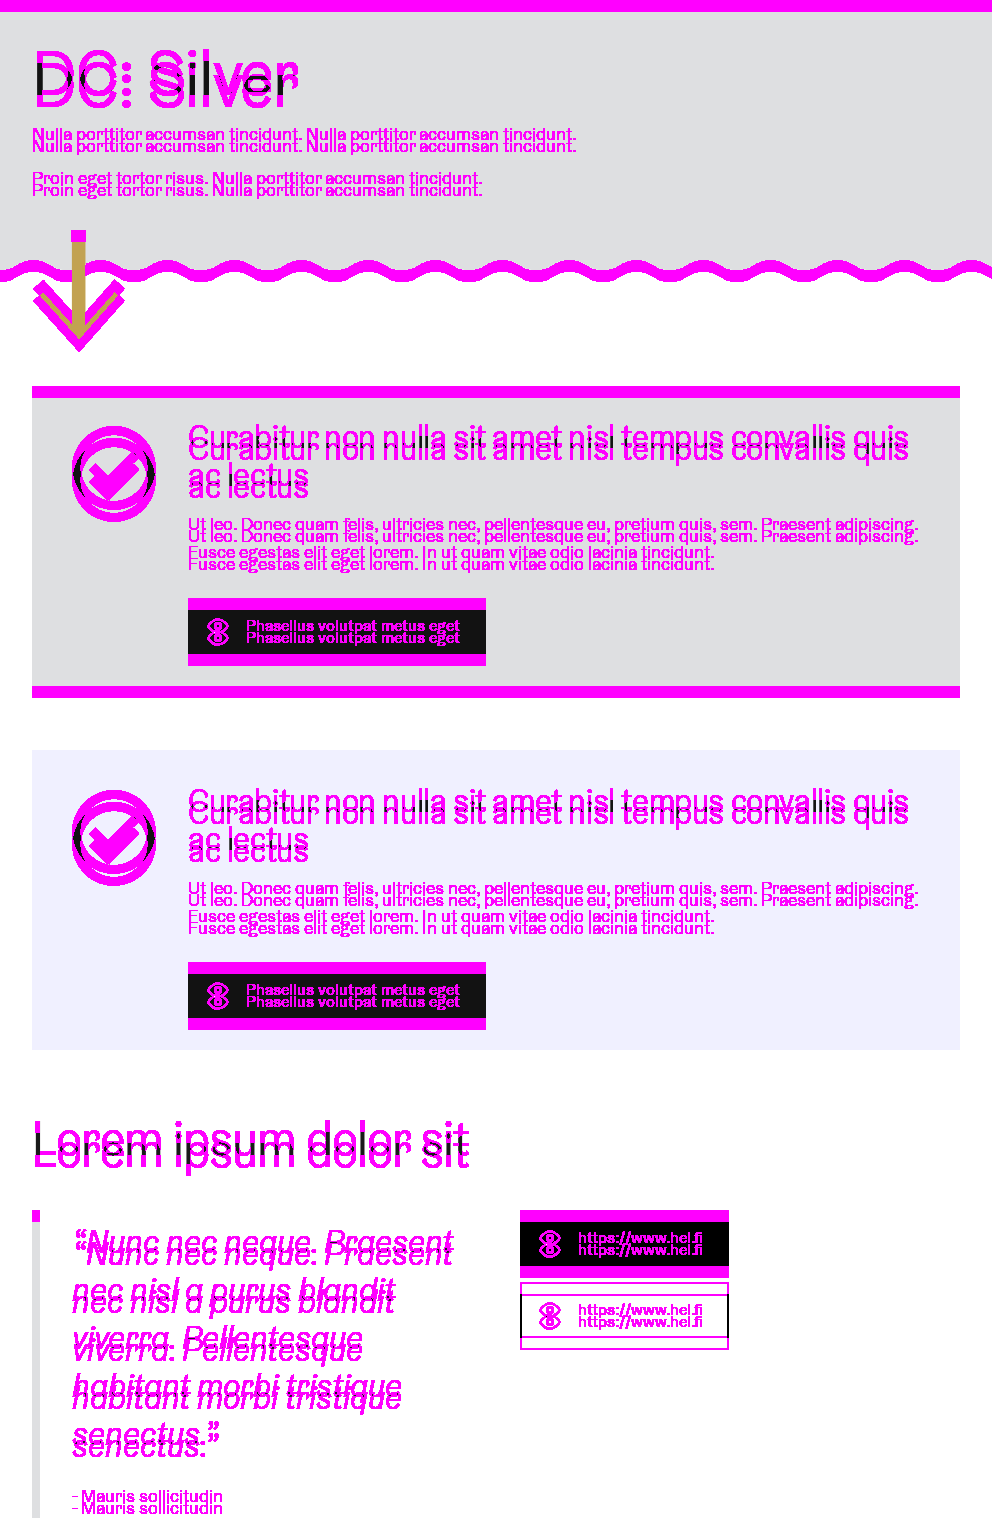 DC: Silver
Nulla porttitor accumsan tincidunt. Nulla porttitor accumsan tincidunt.
Proin eget tortor risus. Nulla porttitor accumsan tincidunt.
Curabitur non nulla sit amet nisl tempus convallis quis
ac lectus
Ut leo. Donec quam felis, ultricies nec, pellentesque eu, pretium quis, sem. Praesent adipiscing.
Fusce egestas elit eget lorem. In ut quam vitae odio lacinia tincidunt.
Phasellus volutpat metus eget
Curabitur non nulla sit amet nisl tempus convallis quis
ac lectus
Ut leo. Donec quam felis, ultricies nec, pellentesque eu, pretium quis, sem. Praesent adipiscing.
Fusce egestas elit eget lorem. In ut quam vitae odio lacinia tincidunt.
Phasellus volutpat metus eget
Lorem ipsum dolor sit
“Nunc nec neque. Praesent
nec nisl a purus blandit
viverra. Pellentesque
habitant morbi tristique
senectus.”
- Mauris sollicitudin
https://www.hel.fi
https://www.hel.fi